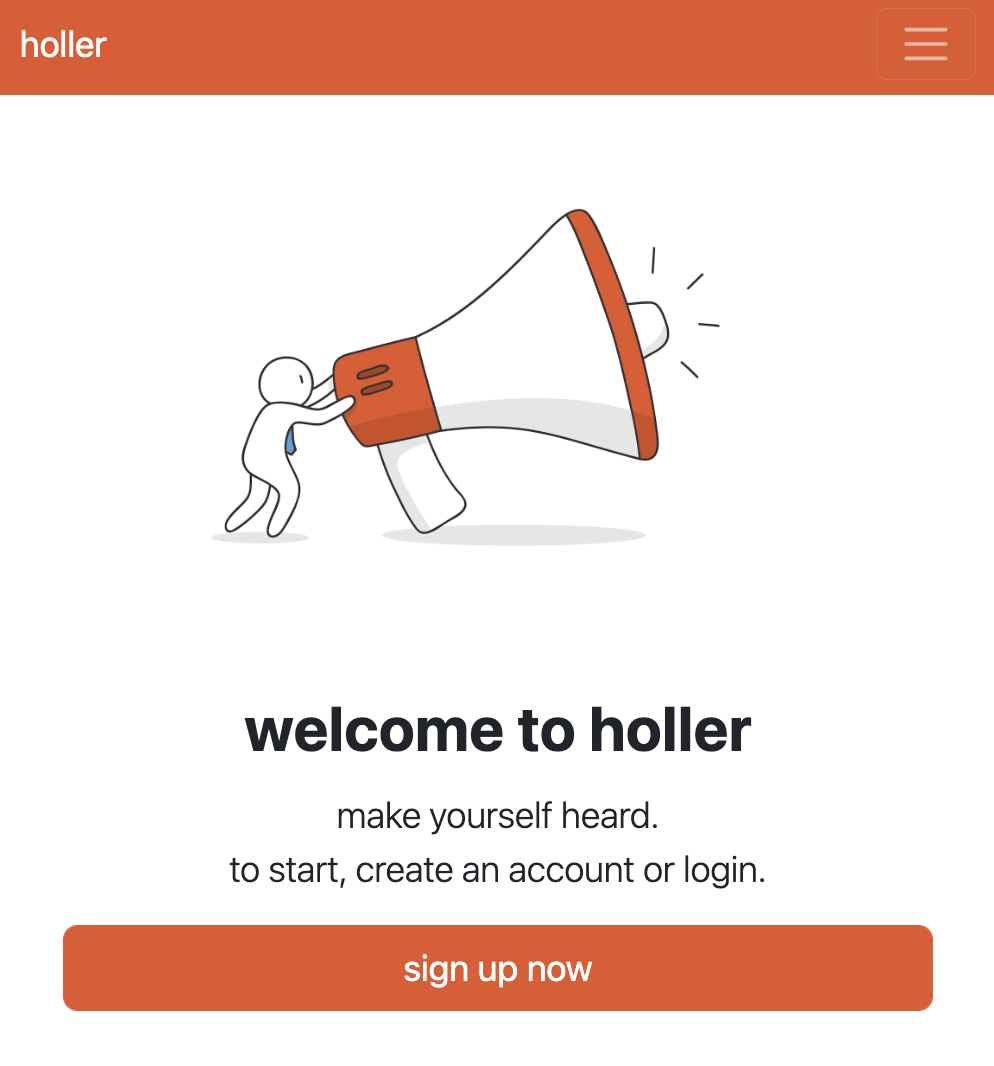 holler
welcome to holler
make yourself heard.
to start, create an account or login.
sign up now